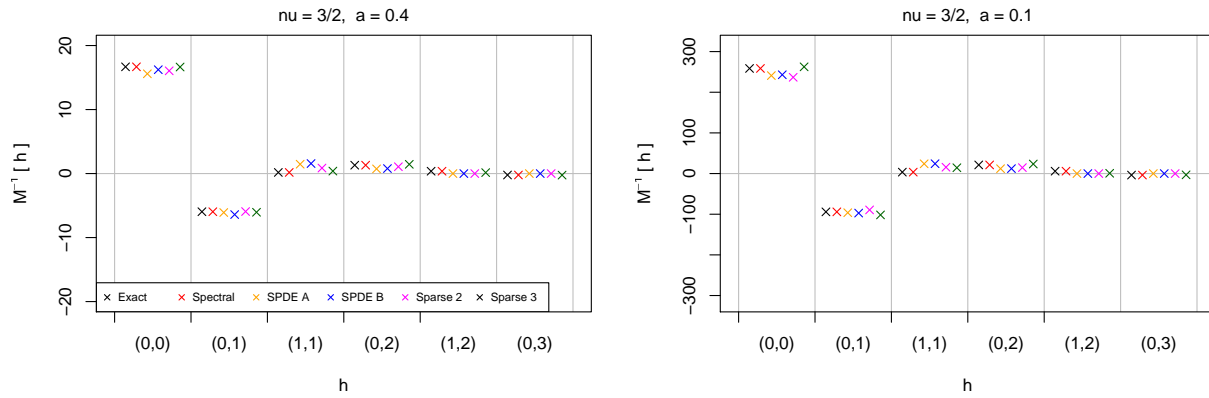 nu = 3/2, a = 0.4
M⁻¹ [ h ]
20
10
0
−10
−20
× Exact × Spectral × SPDE A × SPDE B × Sparse 2 × Sparse 3
(0,0) (0,1) (1,1) (0,2) (1,2) (0,3)
h
nu = 3/2, a = 0.1
M⁻¹ [ h ]
300
100
0
−100
−300
(0,0) (0,1) (1,1) (0,2) (1,2) (0,3)
h